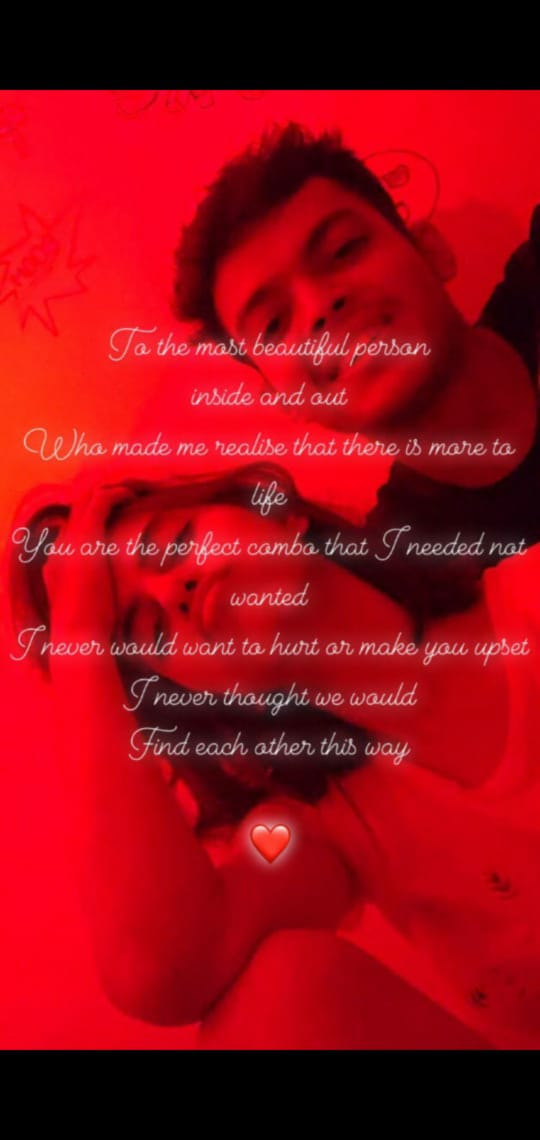 To the most beautiful person
inside and out
Who made me realise that there is more to
life
You are the perfect combo that I needed not
wanted
I never would want to hurt or make you upset
I never thought we would
Find each other this way
❤️